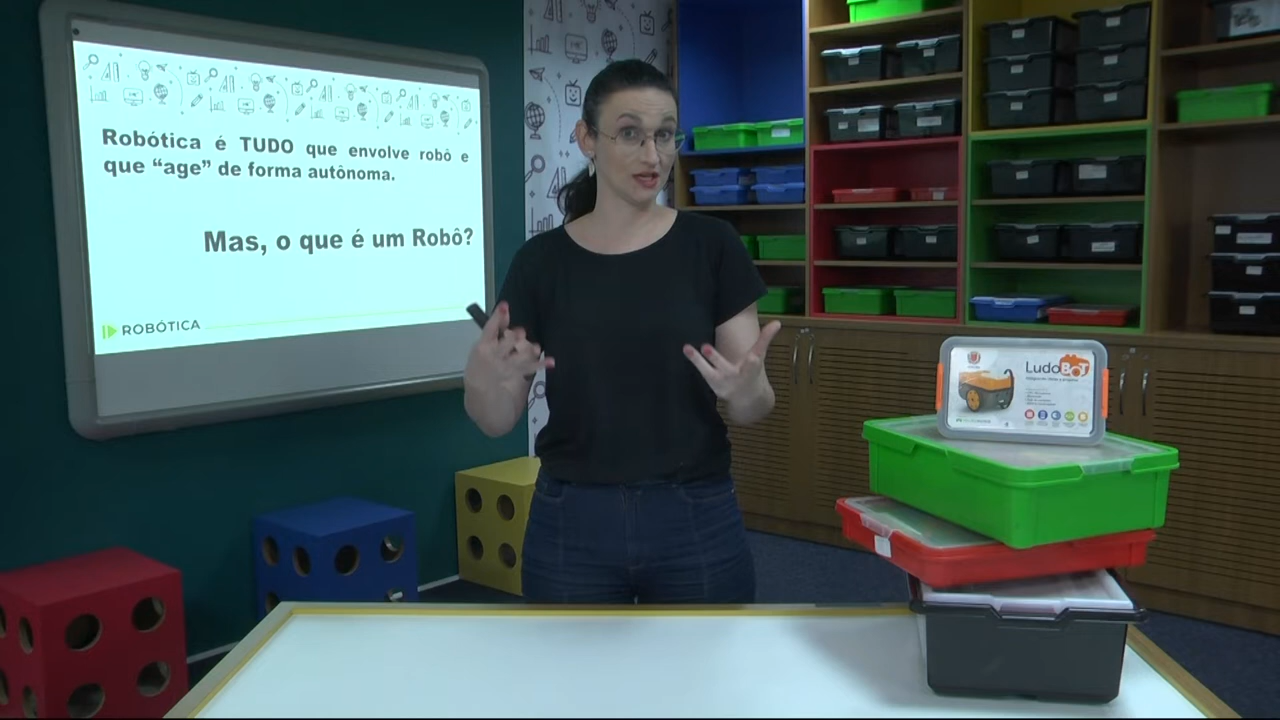 Robótica é TUDO que envolve robô e
que “age” de forma autônoma.
Mas, o que é um Robô?
ROBÓTICA
LudoBOT